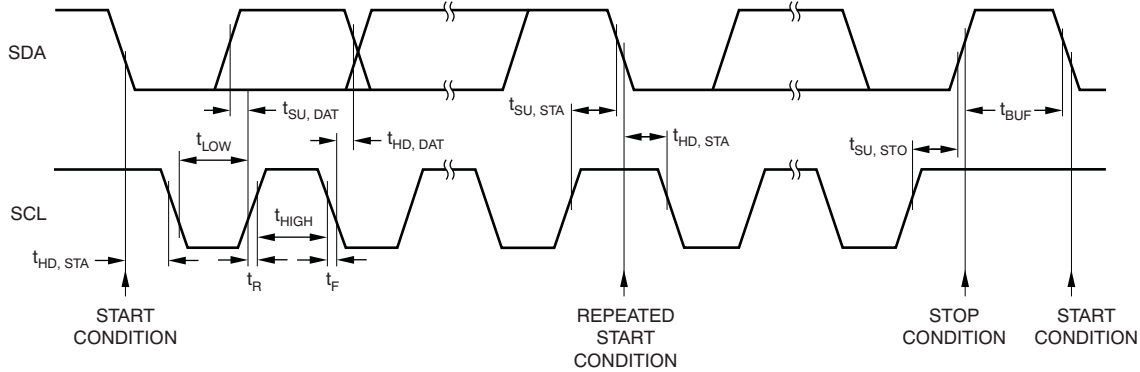 SDA
tSU, DAT
tSU, STA
tBUF
tLOW
tHD, DAT
tHD, STA
tSU, STO
SCL
tHIGH
tHD, STA
tR
tF
START
CONDITION
REPEATED
START
CONDITION
STOP
CONDITION
START
CONDITION